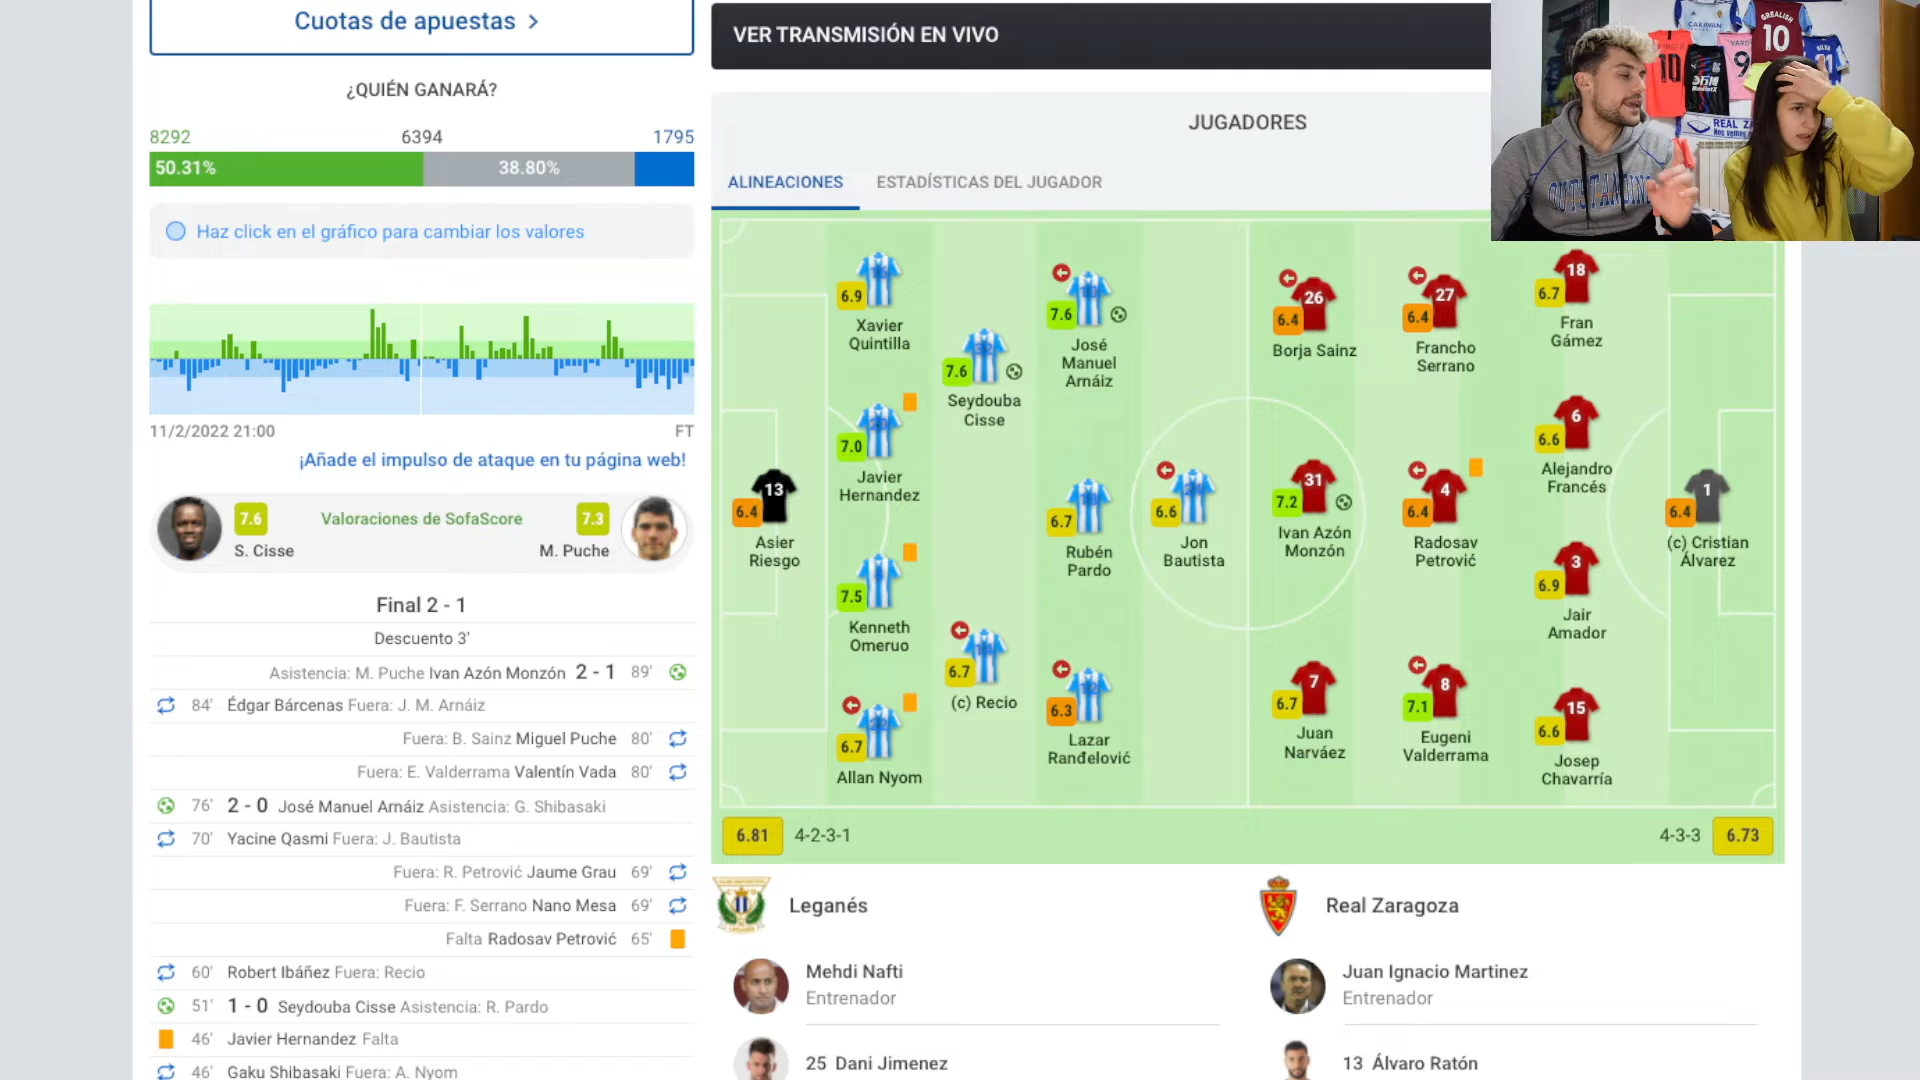 Cuotas de apuestas >
¿QUIÉN GANARÁ?
8292 6394 1795
50.31% 38.80%
Haz click en el gráfico para cambiar los valores
11/2/2022 21:00 FT
¡Añade el impulso de ataque en tu página web!
7.6 Valoraciones de SofaScore 7.3
S. Cisse M. Puche
Final 2 - 1
Descuento 3'
Asistencia: M. Puche Ivan Azón Monzón 2 - 1 89'
84' Édgar Bárcenas Fuera: J. M. Arnáiz
Fuera: B. Sainz Miguel Puche 80'
Fuera: E. Valderrama Valentín Vada 80'
76' 2 - 0 José Manuel Arnáiz Asistencia: G. Shibasaki
70' Yacine Qasmi Fuera: J. Bautista
Fuera: R. Petrović Jaume Grau 69'
Fuera: F. Serrano Nano Mesa 69'
Falta Radosav Petrović 65'
60' Robert Ibáñez Fuera: Recio
51' 1 - 0 Seydouba Cisse Asistencia: R. Pardo
46' Javier Hernandez Falta
46' Gaku Shibasaki Fuera: A. Nyom
VER TRANSMISIÓN EN VIVO
JUGADORES
ALINEACIONES ESTADÍSTICAS DEL JUGADOR
13
6.4
Asier
Riesgo
6.9
Xavier
Quintilla
7.0
Javier
Hernandez
7.5
Kenneth
Omeruo
6.7
Allan Nyom
7.6
Seydouba
Cisse
6.7
(c) Recio
7.6
José
Manuel
Arnáiz
6.7
Rubén
Pardo
6.3
Lazar
Ranđelović
6.6
Jon
Bautista
26
6.4
Borja Sainz
31
7.2
Ivan Azón
Monzón
7
6.7
Juan
Narváez
27
6.4
Francho
Serrano
4
6.4
Radosav
Petrović
8
7.1
Eugeni
Valderrama
18
6.7
Fran
Gámez
6
6.6
Alejandro
Francés
3
6.9
Jair
Amador
15
6.6
Josep
Chavarría
1
6.4
(c) Cristian
Álvarez
6.81 4-2-3-1 4-3-3 6.73
Leganés Real Zaragoza
Mehdi Nafti
Entrenador
Juan Ignacio Martinez
Entrenador
25 Dani Jimenez
13 Álvaro Ratón
CARAVAN
GREALISH
10
10
9
REAL ZA
OUTSTANDING